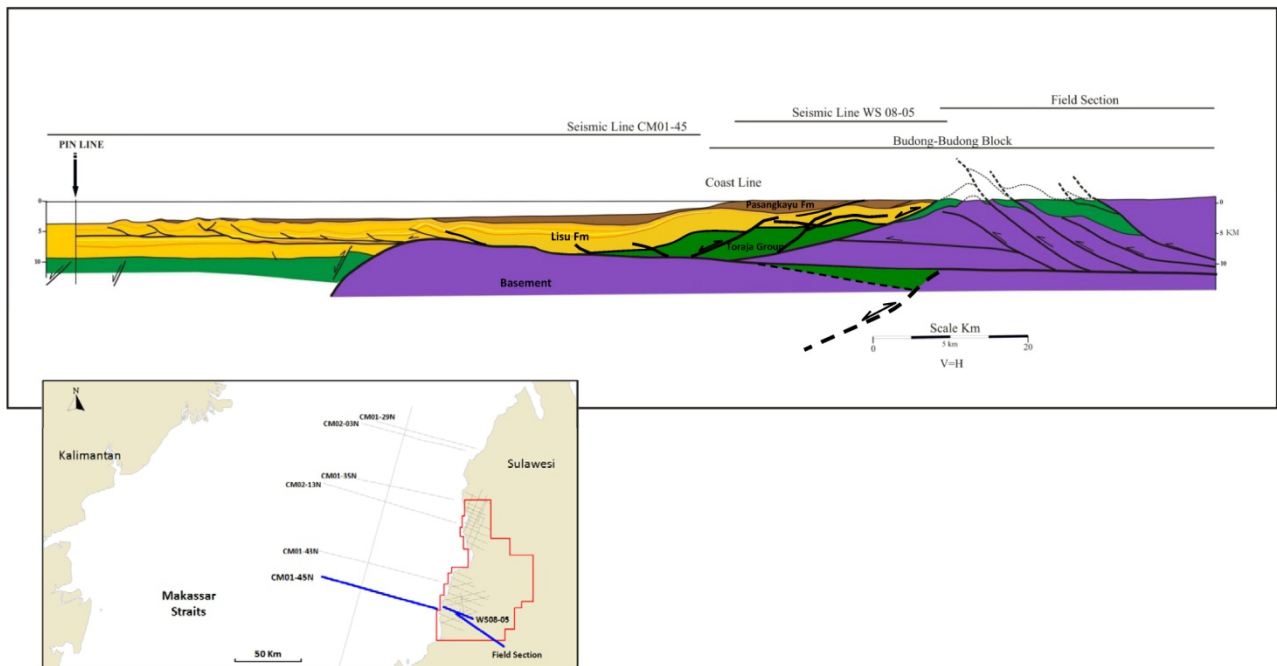 Field Section
Seismic Line WS 08-05
Seismic Line CM01-45
Budong-Budong Block
PIN LINE
Coast Line
0
5
10
Pasangkayu Fm
Lisu Fm
Toraja Group
Basement
0
5 KM
10
Scale Km
0
5 km
20
V=H
N
Kalimantan
Sulawesi
CM01-29N
CM02-03N
CM01-35N
CM02-13N
CM01-43N
CM01-45N
Makassar
Straits
WS08-05
Field Section
50 Km